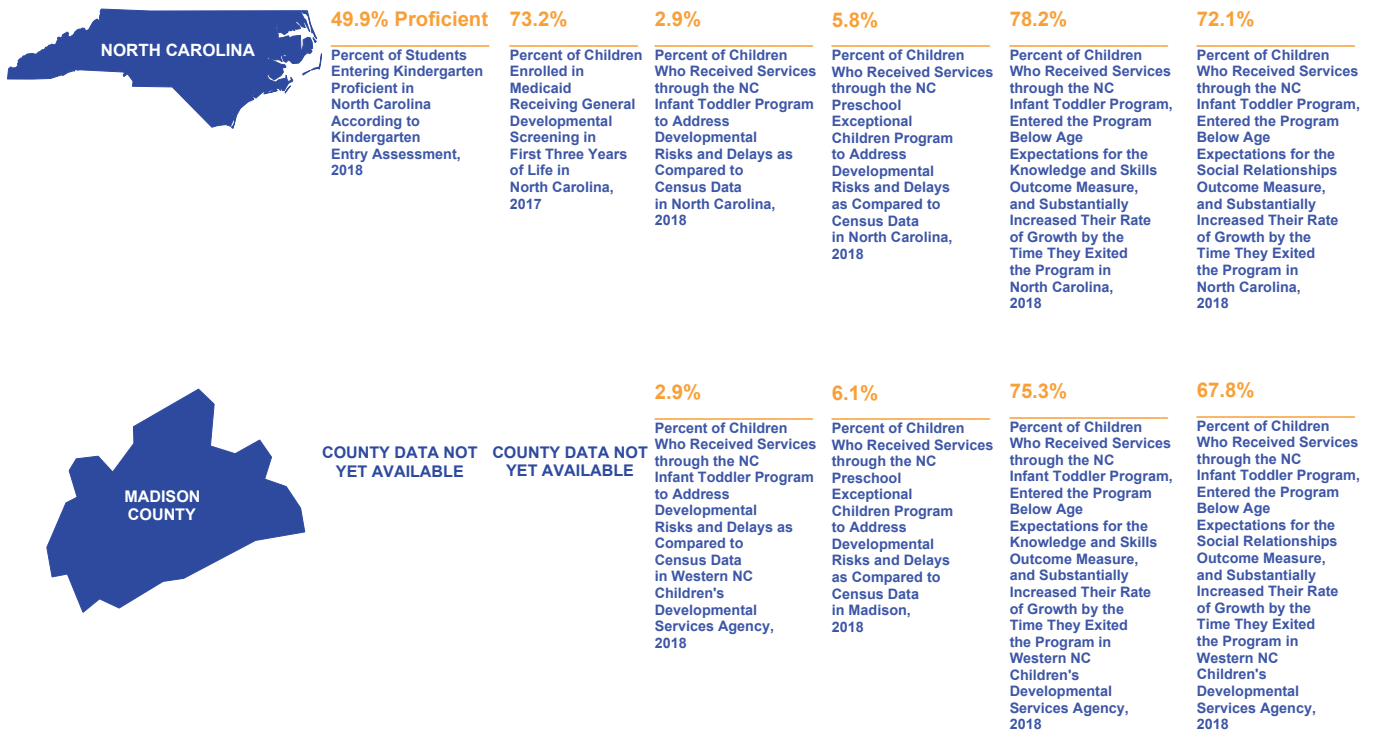 NORTH CAROLINA
49.9% Proficient
Percent of Students
Entering Kindergarten
Proficient in
North Carolina
According to
Kindergarten
Entry Assessment,
2018
73.2%
Percent of Children
Enrolled in
Medicaid
Receiving General
Developmental
Screening in
First Three Years
of Life in
North Carolina,
2017
2.9%
Percent of Children
Who Received Services
through the NC
Infant Toddler Program
to Address
Developmental
Risks and Delays as
Compared to
Census Data
in North Carolina,
2018
5.8%
Percent of Children
Who Received Services
through the NC
Preschool
Exceptional
Children Program
to Address
Developmental
Risks and Delays
as Compared to
Census Data
in North Carolina,
2018
78.2%
Percent of Children
Who Received Services
through the NC
Infant Toddler Program,
Entered the Program
Below Age
Expectations for the
Knowledge and Skills
Outcome Measure,
and Substantially
Increased Their Rate
of Growth by the
Time They Exited
the Program in
North Carolina,
2018
72.1%
Percent of Children
Who Received Services
through the NC
Infant Toddler Program,
Entered the Program
Below Age
Expectations for the
Social Relationships
Outcome Measure,
and Substantially
Increased Their Rate
of Growth by the
Time They Exited
the Program in
North Carolina,
2018
MADISON
COUNTY
COUNTY DATA NOT
YET AVAILABLE
COUNTY DATA NOT
YET AVAILABLE
2.9%
Percent of Children
Who Received Services
through the NC
Infant Toddler Program
to Address
Developmental
Risks and Delays as
Compared to
Census Data
in Western NC
Children's
Developmental
Services Agency,
2018
6.1%
Percent of Children
Who Received Services
through the NC
Preschool
Exceptional
Children Program
to Address
Developmental
Risks and Delays
as Compared to
Census Data
in Madison,
2018
75.3%
Percent of Children
Who Received Services
through the NC
Infant Toddler Program,
Entered the Program
Below Age
Expectations for the
Knowledge and Skills
Outcome Measure,
and Substantially
Increased Their Rate
of Growth by the
Time They Exited
the Program in
Western NC
Children's
Developmental
Services Agency,
2018
67.8%
Percent of Children
Who Received Services
through the NC
Infant Toddler Program,
Entered the Program
Below Age
Expectations for the
Social Relationships
Outcome Measure,
and Substantially
Increased Their Rate
of Growth by the
Time They Exited
the Program in
Western NC
Children's
Developmental
Services Agency,
2018